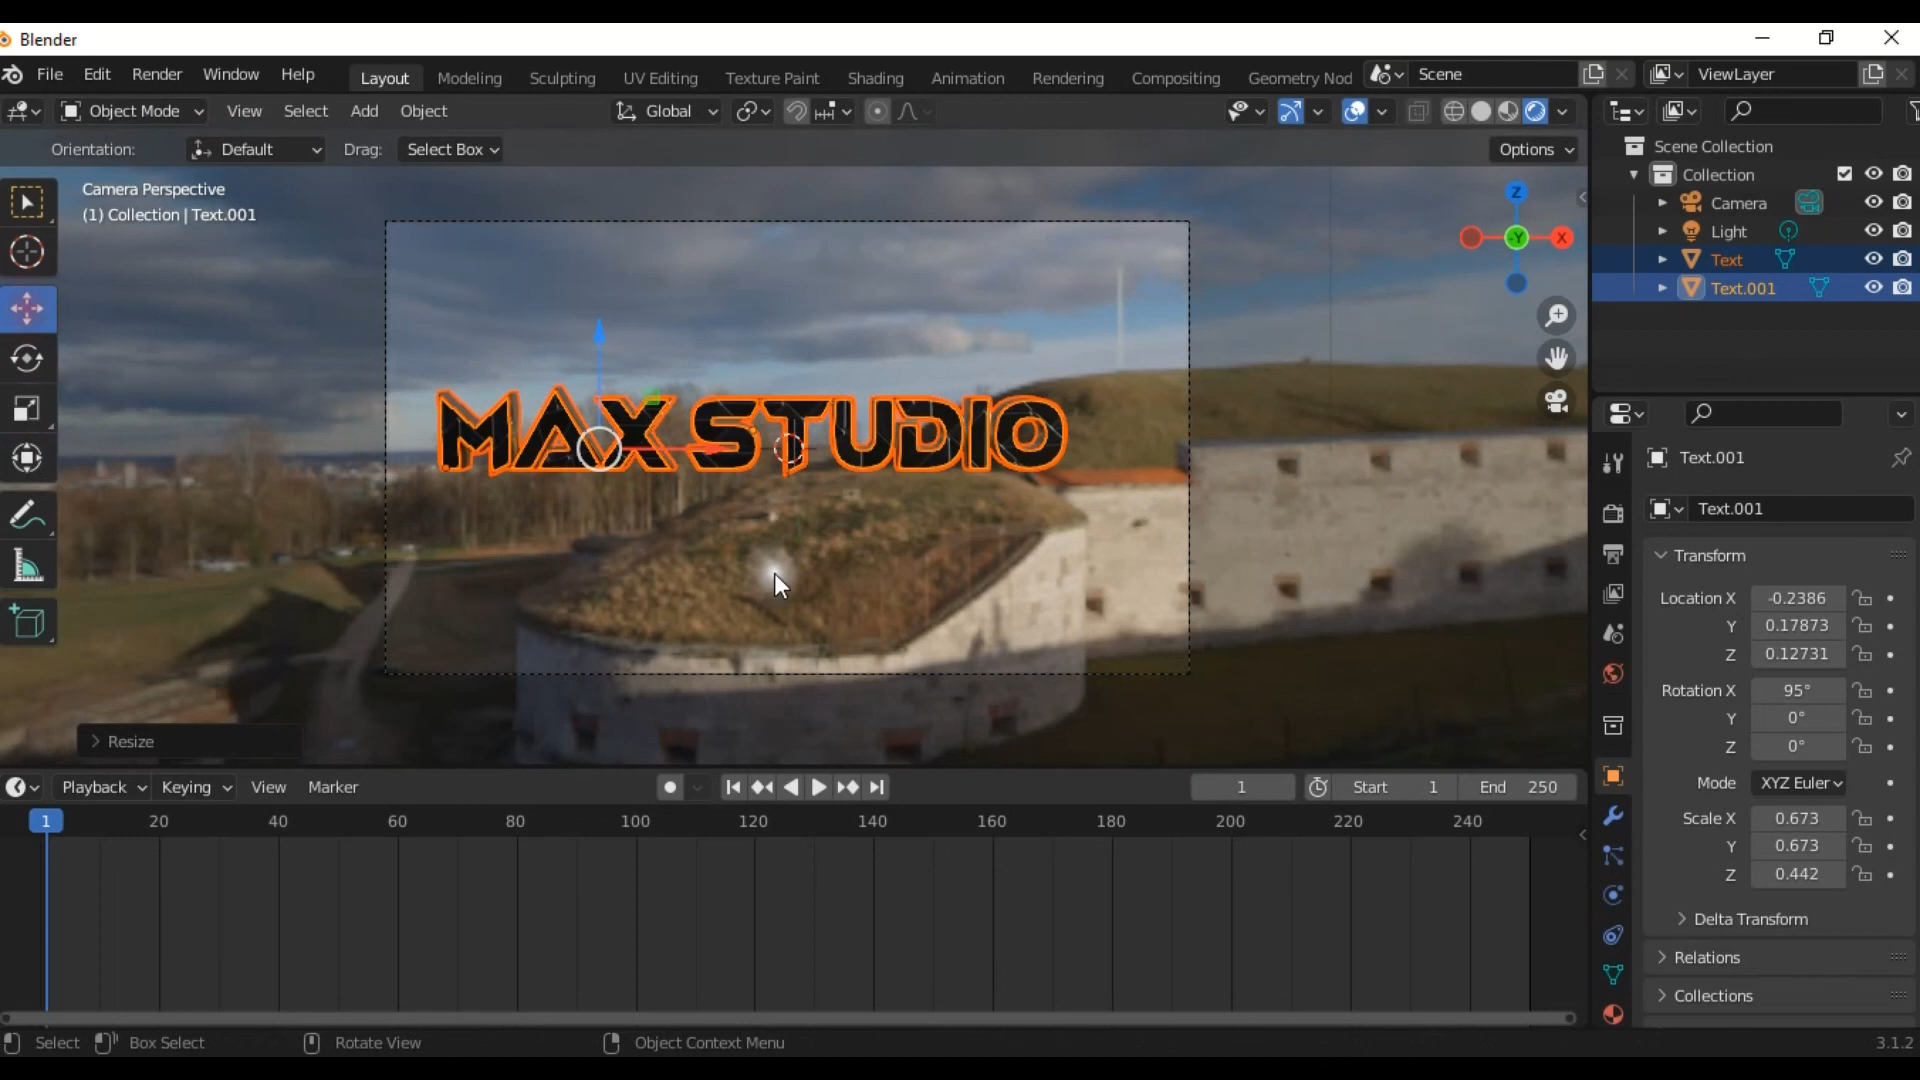 Blender
File Edit Render Window Help Layout Modeling Sculpting UV Editing Texture Paint Shading Animation Rendering Compositing Geometry Nod Scene ViewLayer
Object Mode View Select Add Object Global
Orientation: Default Drag: Select Box Options
Camera Perspective
(1) Collection | Text.001
Z
-Y X
MAX STUDIO
Resize
Scene Collection
Collection
Camera
Light
Text
Text.001
Text.001
Text.001
Transform
Location X -0.2386
Y 0.17873
Z 0.12731
Rotation X 95°
Y 0°
Z 0°
Mode XYZ Euler
Scale X 0.673
Y 0.673
Z 0.442
Delta Transform
Relations
Collections
Playback Keying View Marker 1 Start 1 End 250
1 20 40 60 80 100 120 140 160 180 200 220 240
Select Box Select Rotate View Object Context Menu 3.1.2